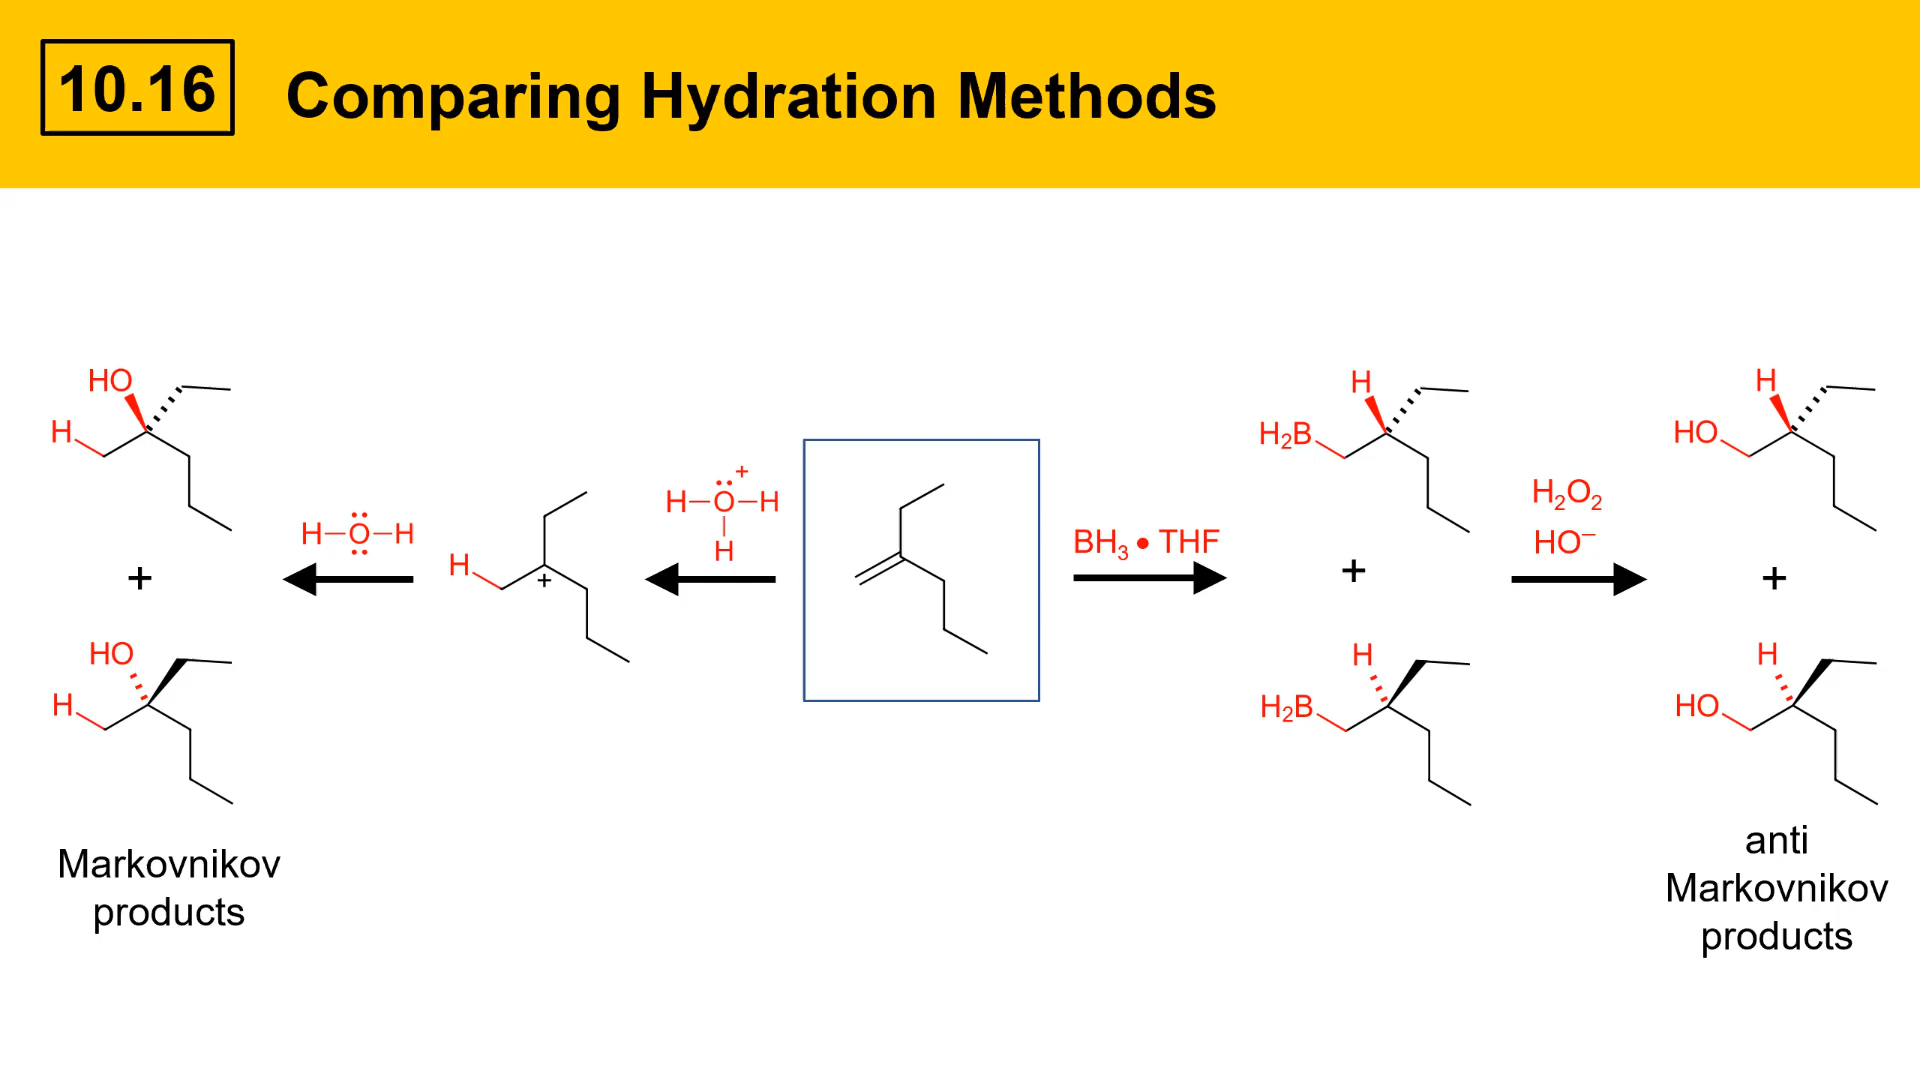 10.16
Comparing Hydration Methods
HO
H
+
HO
H
Markovnikov
products
H–O–H
H
+
+
H–O–H
H
BH₃ • THF
H
H₂B
+
H
H₂B
H₂O₂
HO⁻
H
HO
+
H
HO
anti
Markovnikov
products